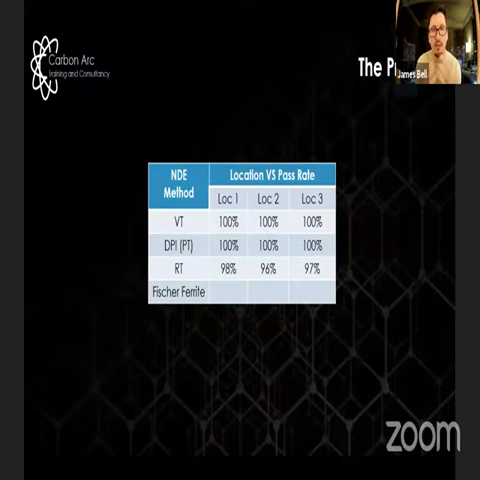 Carbon Arc
Training and Consultancy
The
James Bell
NDE Method
Location VS Pass Rate
Loc 1 Loc 2 Loc 3
VT 100% 100% 100%
DPI (PT) 100% 100% 100%
RT 98% 96% 97%
Fischer Ferrite
zoom